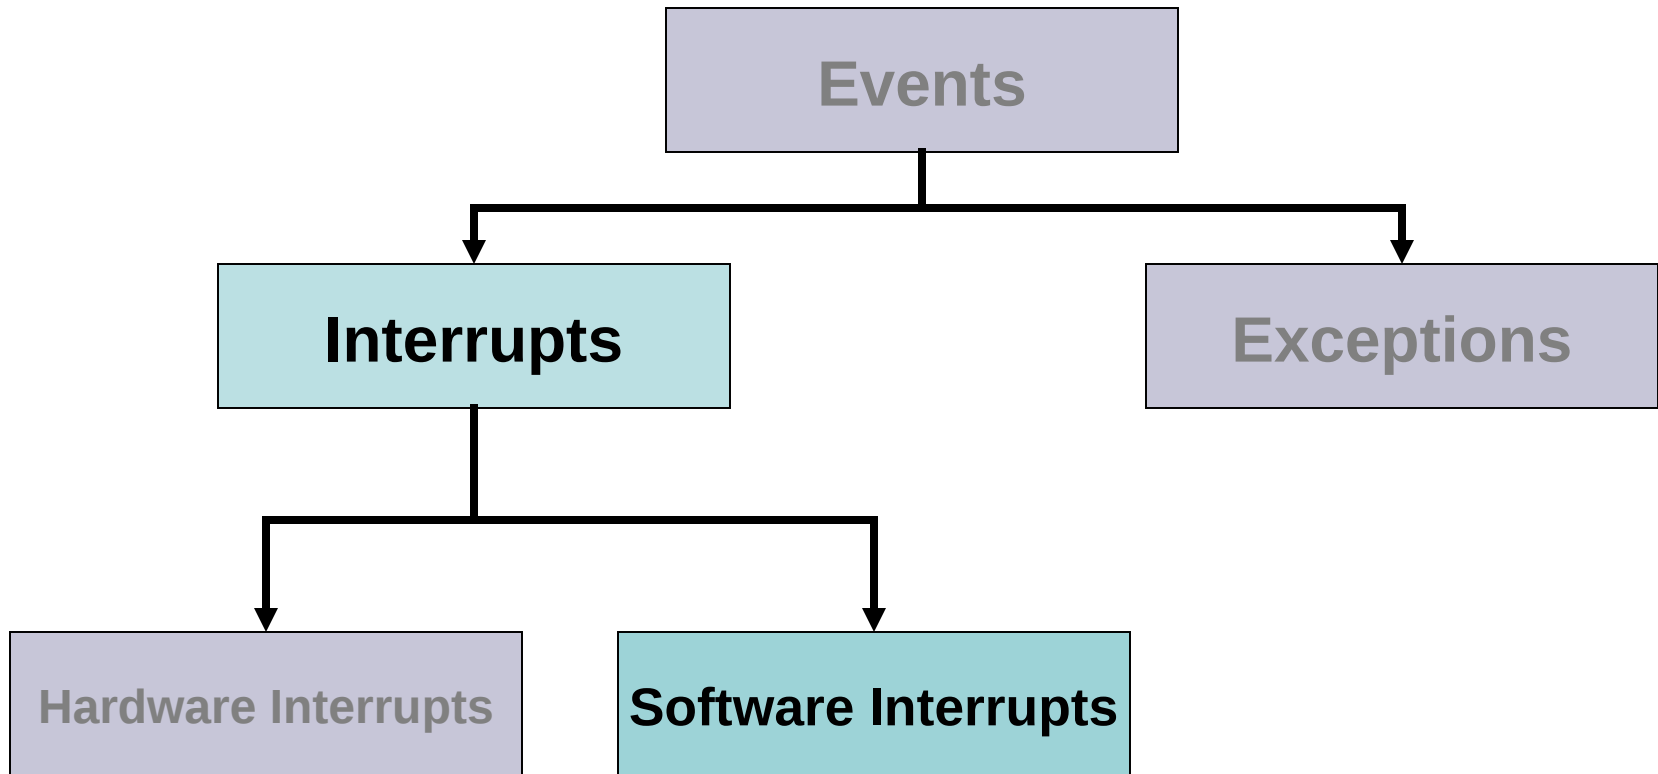 Events
Interrupts
Exceptions
Hardware Interrupts
Software Interrupts